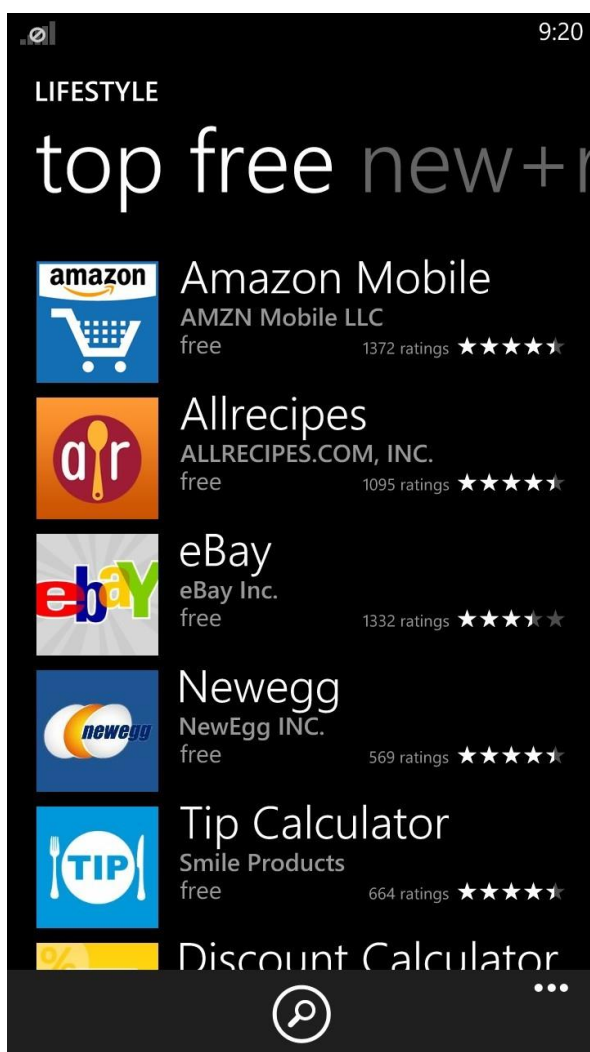 9:20
LIFESTYLE
top free new+r
amazon
Amazon Mobile
AMZN Mobile LLC
free 1372 ratings
a r
Allrecipes
ALLRECIPES.COM, INC.
free 1095 ratings
ebaY
eBay
eBay Inc.
free 1332 ratings
newegg
Newegg
NewEgg INC.
free 569 ratings
TIP
Tip Calculator
Smile Products
free 664 ratings
%
Discount Calculator